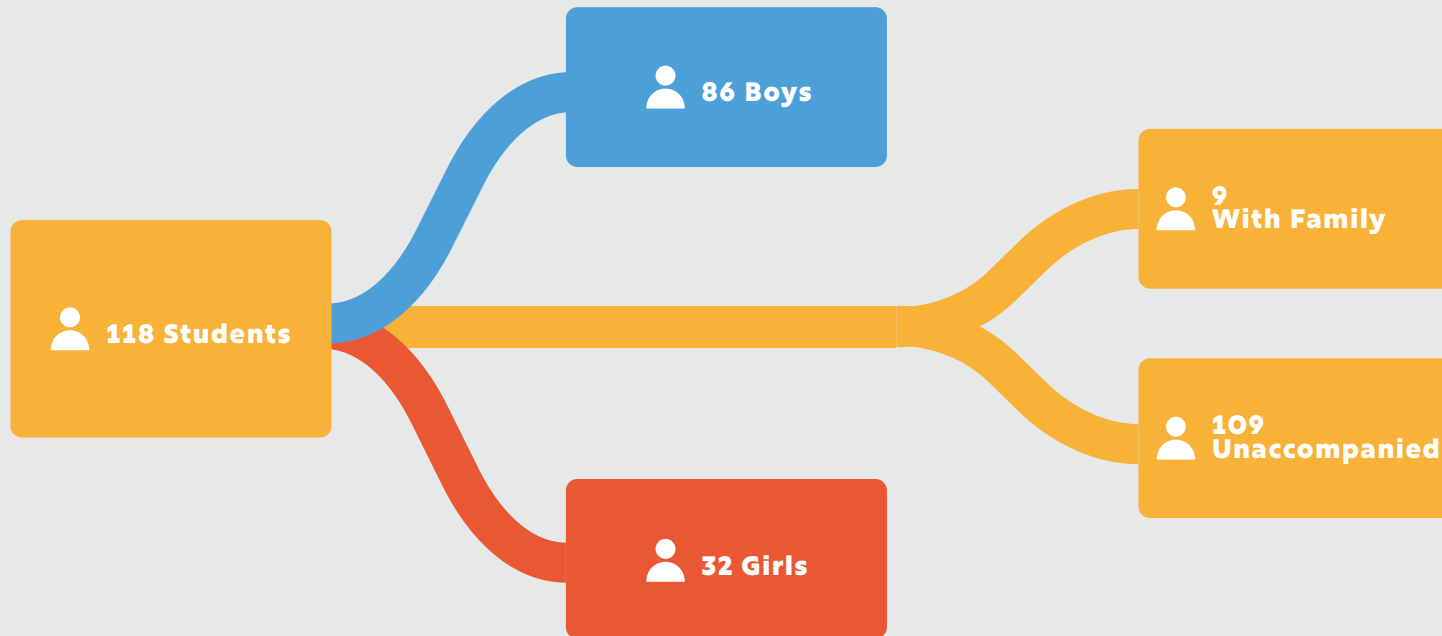 86 Boys
9
With Family
118 Students
109
Unaccompanied
32 Girls